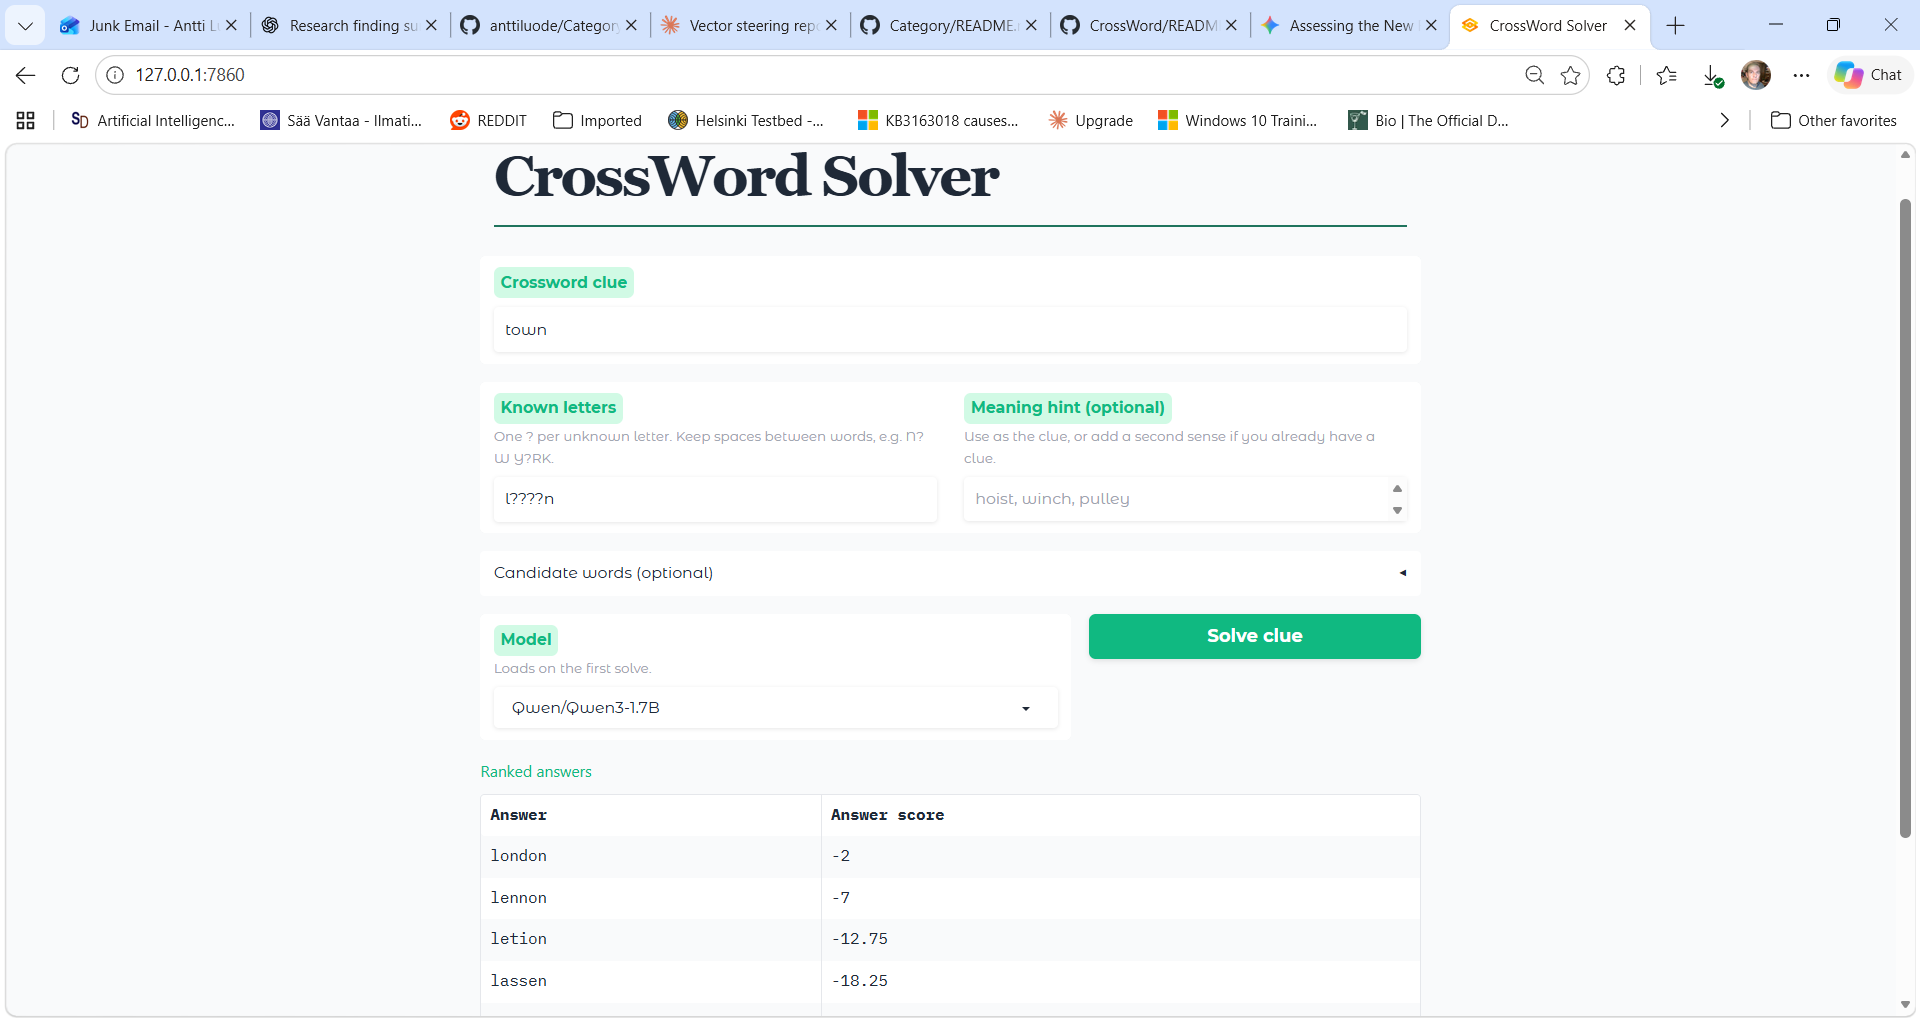 Junk Email - Antti L
Research finding su
anttiluode/Category
Vector steering repo
Category/README.m
CrossWord/READM
Assessing the New
CrossWord Solver
127.0.0.1:7860
Chat
Artificial Intelligenc...
Sää Vantaa - Ilmati...
REDDIT
Imported
Helsinki Testbed -...
KB3163018 causes...
Upgrade
Windows 10 Traini...
Bio | The Official D...
Other favorites
CrossWord Solver
Crossword clue
town
Known letters
One ? per unknown letter. Keep spaces between words, e.g. N?
W Y?RK.
l????n
Meaning hint (optional)
Use as the clue, or add a second sense if you already have a
clue.
hoist, winch, pulley
Candidate words (optional)
Model
Loads on the first solve.
Qwen/Qwen3-1.7B
Solve clue
Ranked answers
Answer Answer score
london -2
lennon -7
letion -12.75
lassen -18.25